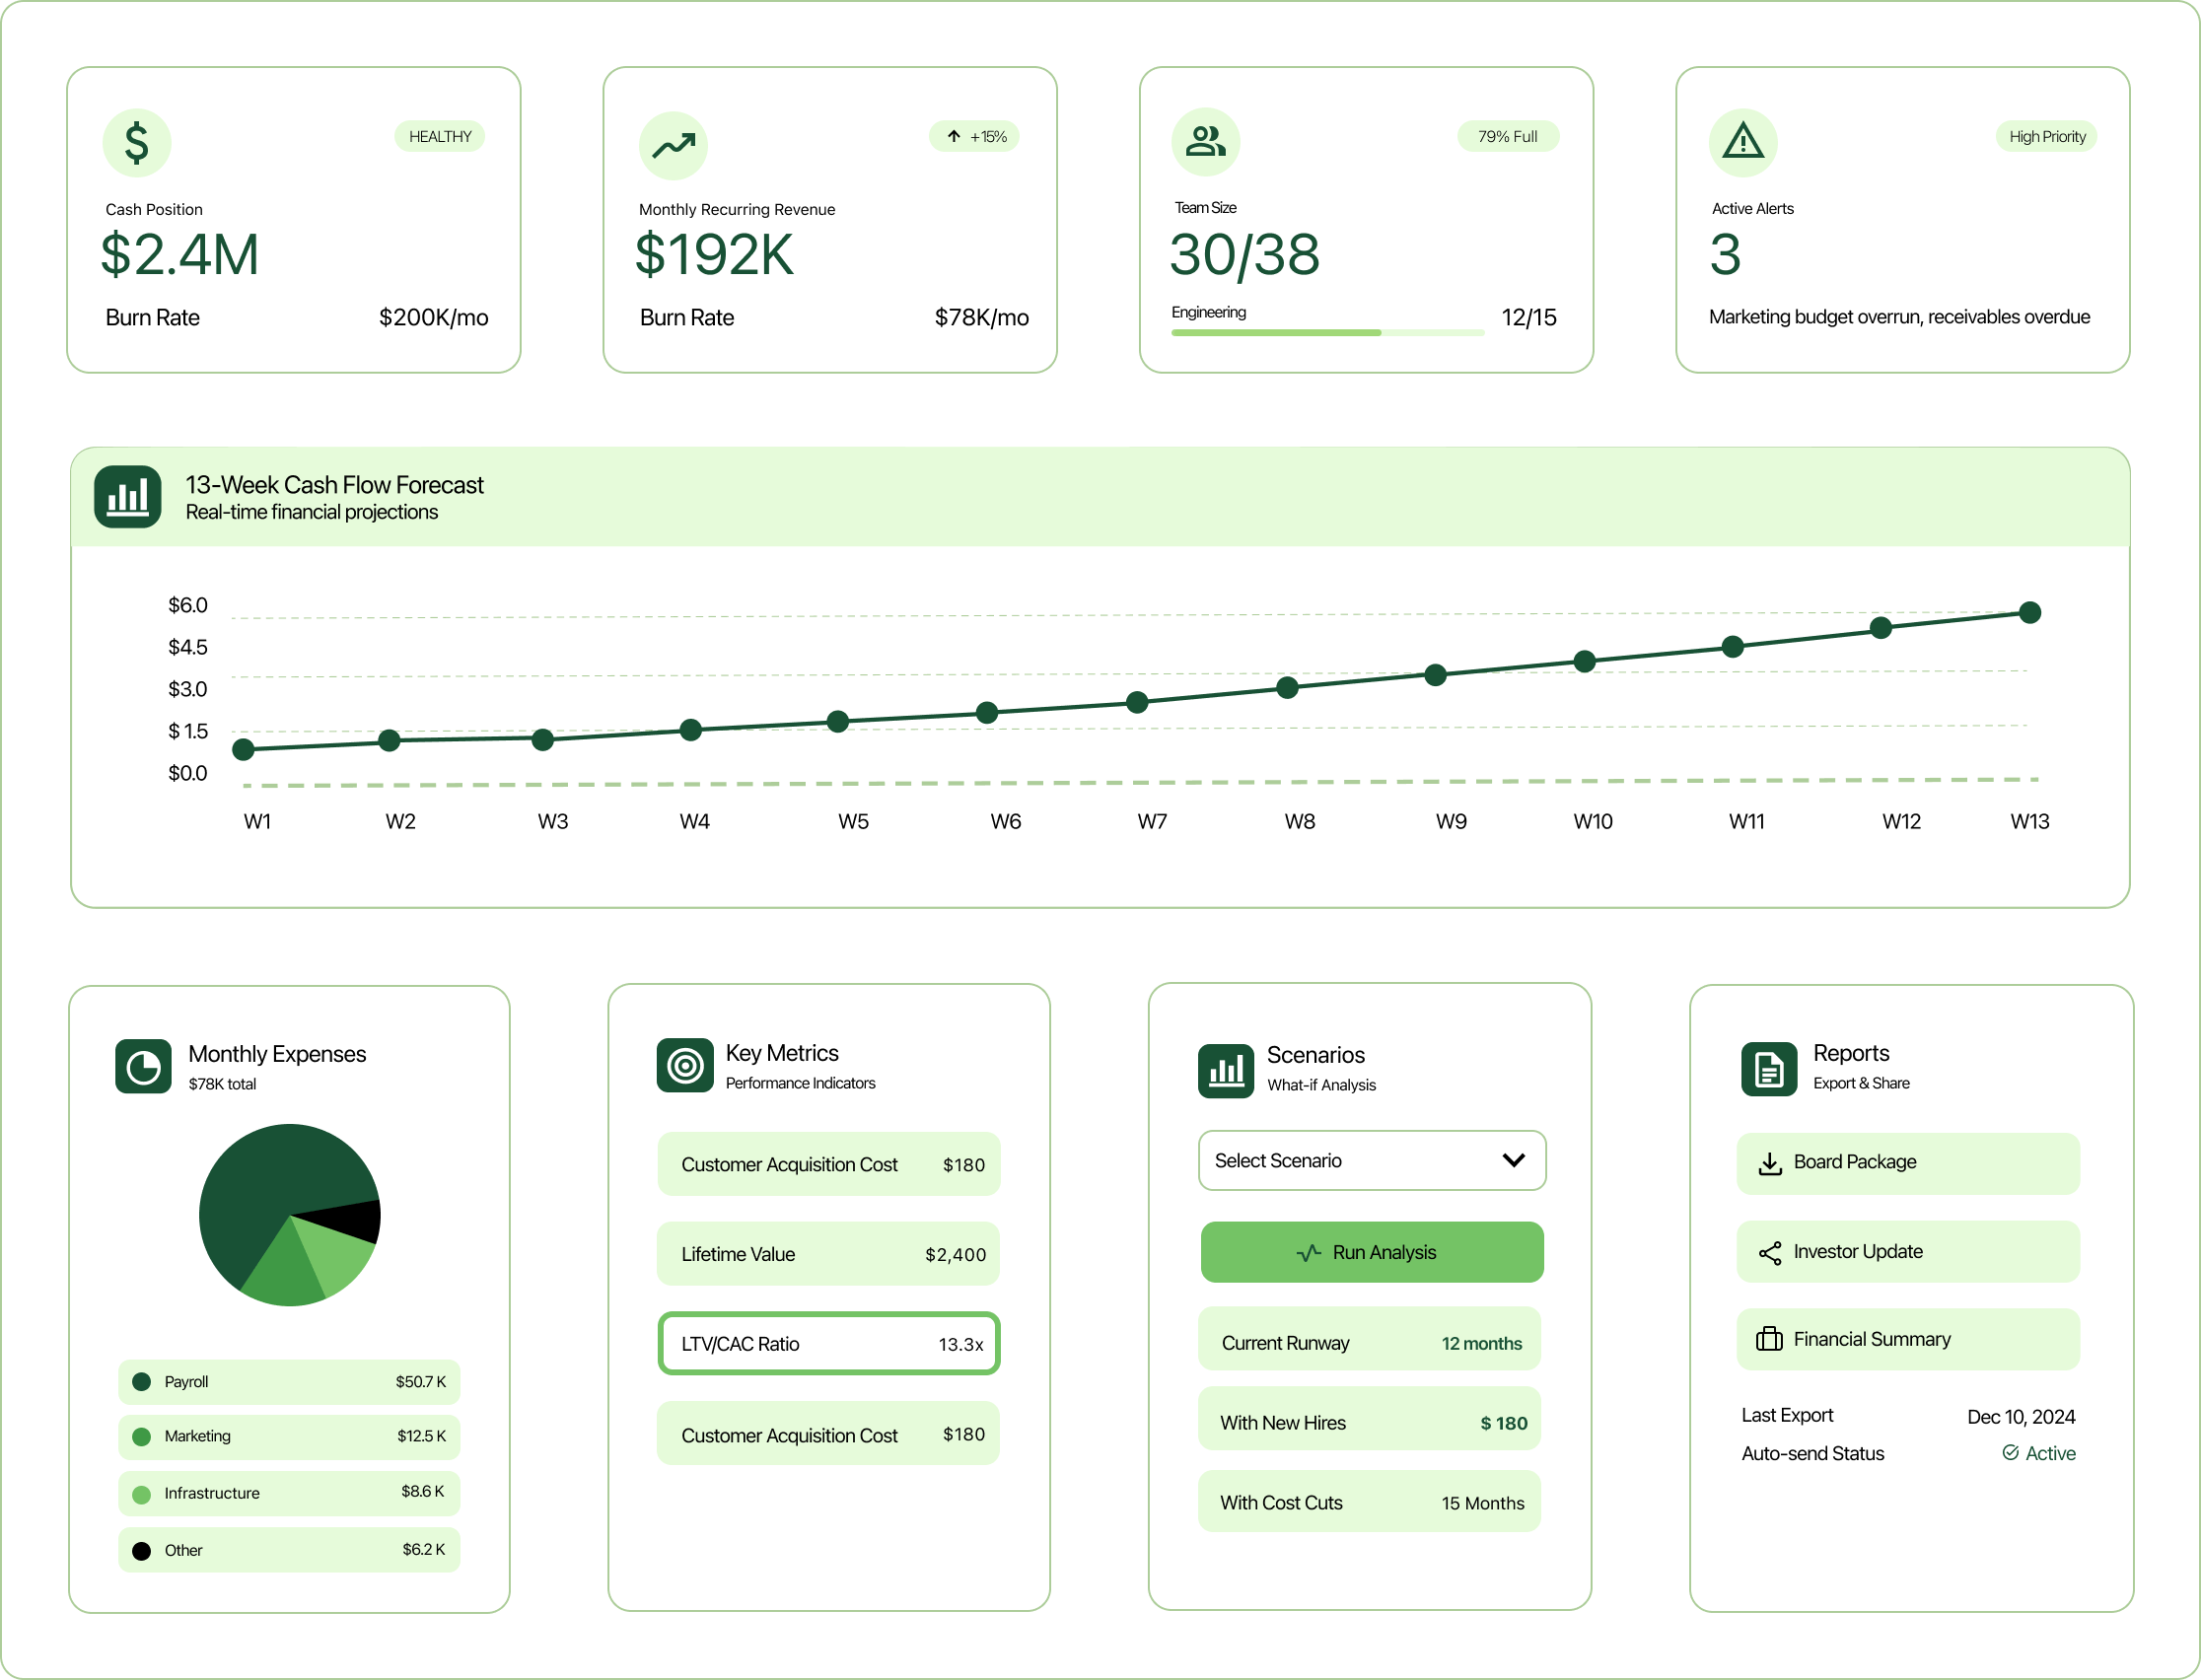 HEALTHY
Cash Position
$2.4M
Burn Rate $200K/mo
+15%
Monthly Recurring Revenue
$192K
Burn Rate $78K/mo
79% Full
Team Size
30/38
Engineering 12/15
High Priority
Active Alerts
3
Marketing budget overrun, receivables overdue
13-Week Cash Flow Forecast
Real-time financial projections
$6.0
$4.5
$3.0
$ 1.5
$0.0
W1 W2 W3 W4 W5 W6 W7 W8 W9 W10 W11 W12 W13
Monthly Expenses
$78K total
Payroll $50.7 K
Marketing $12.5 K
Infrastructure $8.6 K
Other $6.2 K
Key Metrics
Performance Indicators
Customer Acquisition Cost $180
Lifetime Value $2,400
LTV/CAC Ratio 13.3x
Customer Acquisition Cost $180
Scenarios
What-if Analysis
Select Scenario
Run Analysis
Current Runway 12 months
With New Hires $ 180
With Cost Cuts 15 Months
Reports
Export & Share
Board Package
Investor Update
Financial Summary
Last Export Dec 10, 2024
Auto-send Status Active